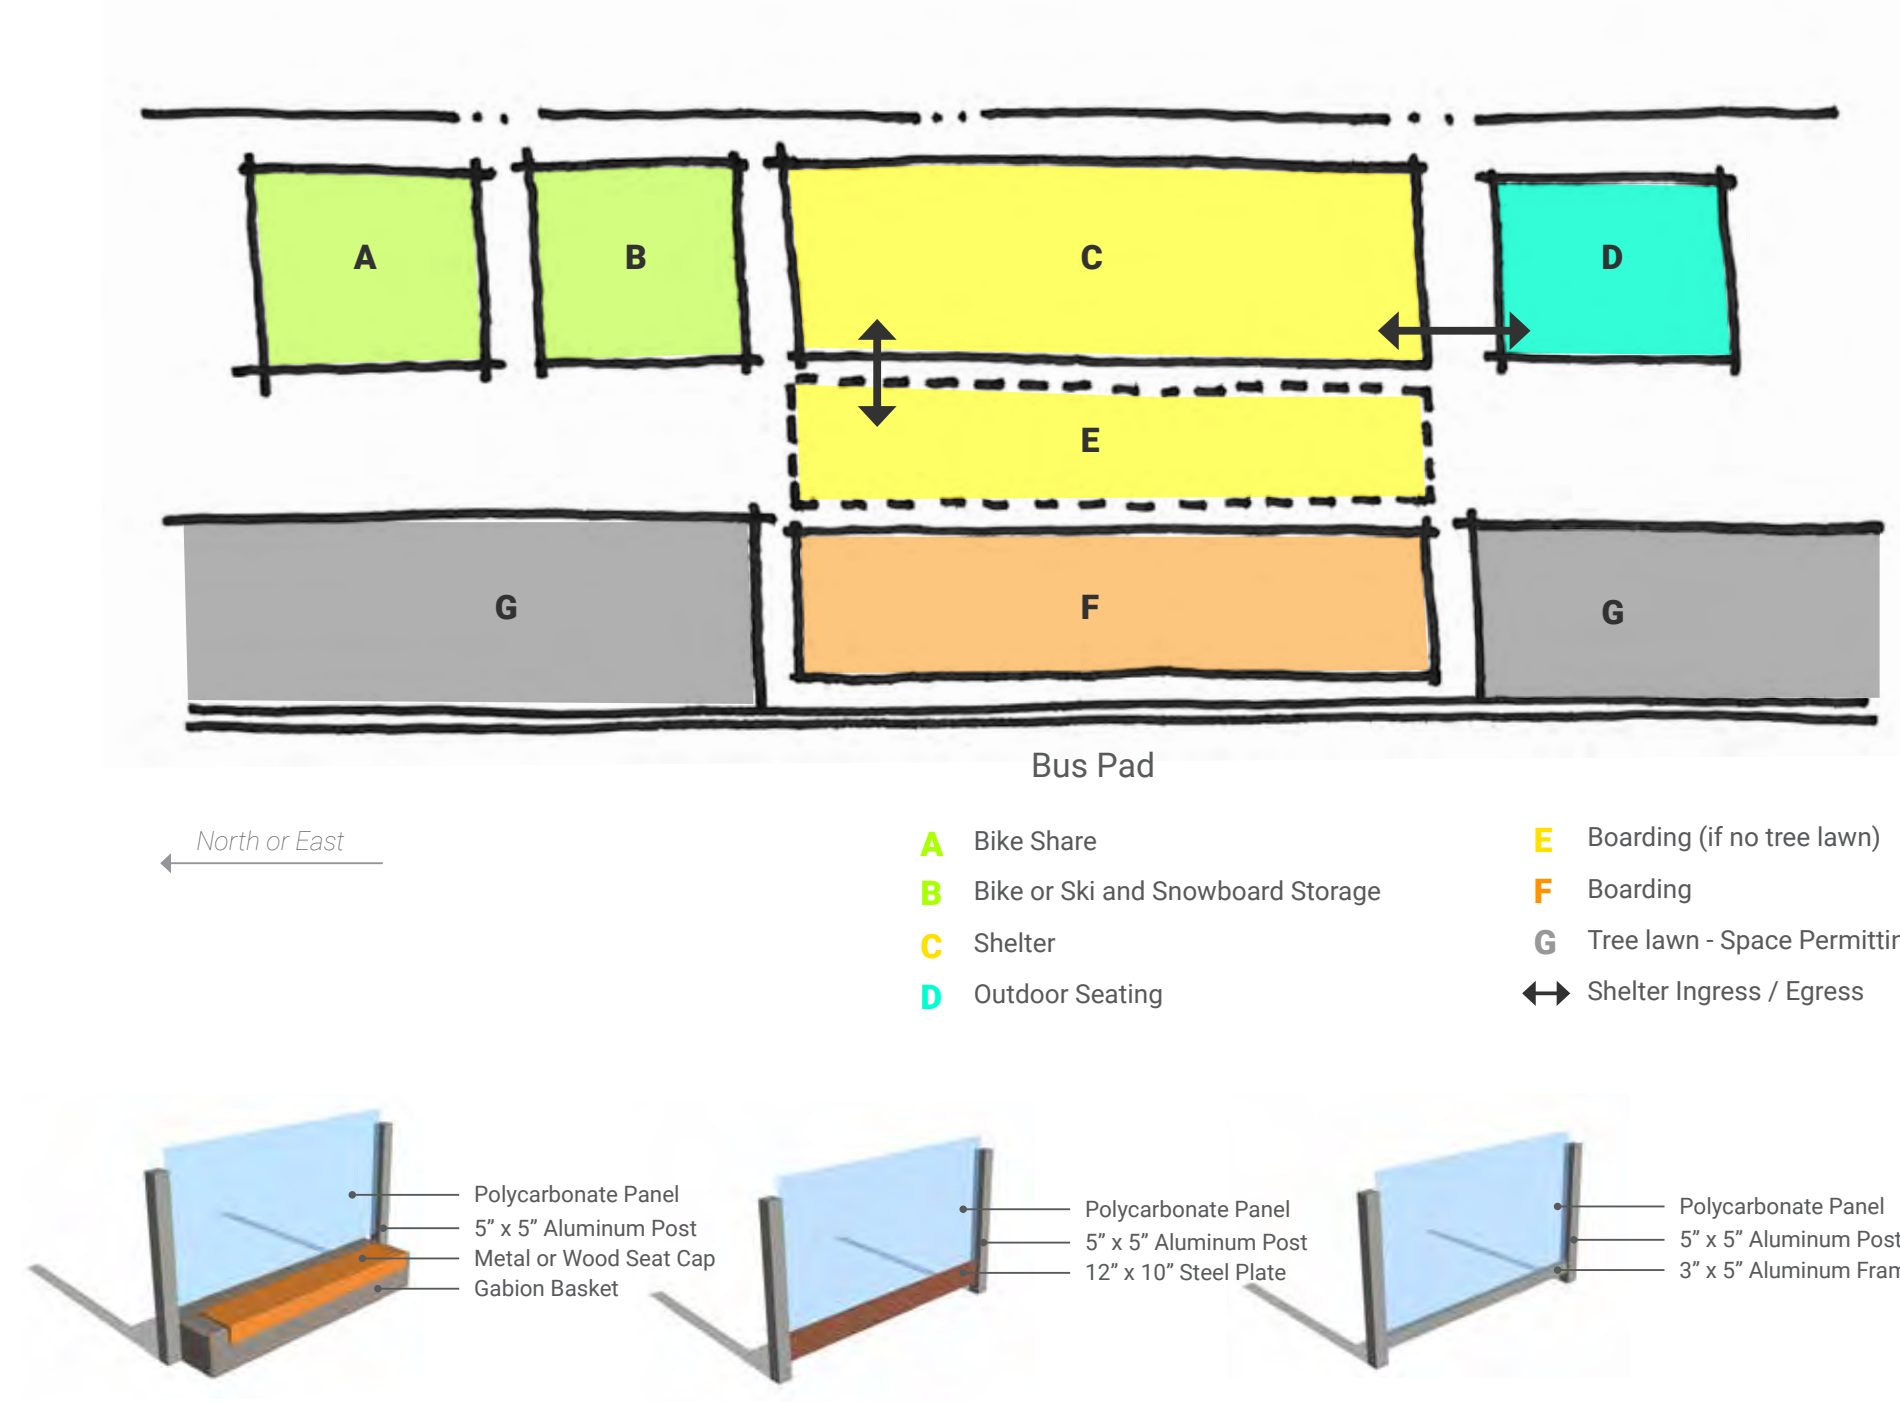 A
B
C
D
E
G
F
G
Bus Pad
North or East
A Bike Share
B Bike or Ski and Snowboard Storage
C Shelter
D Outdoor Seating
E Boarding (if no tree lawn)
F Boarding
G Tree lawn - Space
Shelter Ingress / Egress
Polycarbonate Panel
5” x 5” Aluminum Post
Metal or Wood Seat Cap
Gabion Basket
Polycarbonate Panel
5” x 5” Aluminum Post
12” x 10” Steel Plate
Polycarbonate Panel
5” x 5” Aluminum Post
3” x 5” Aluminum